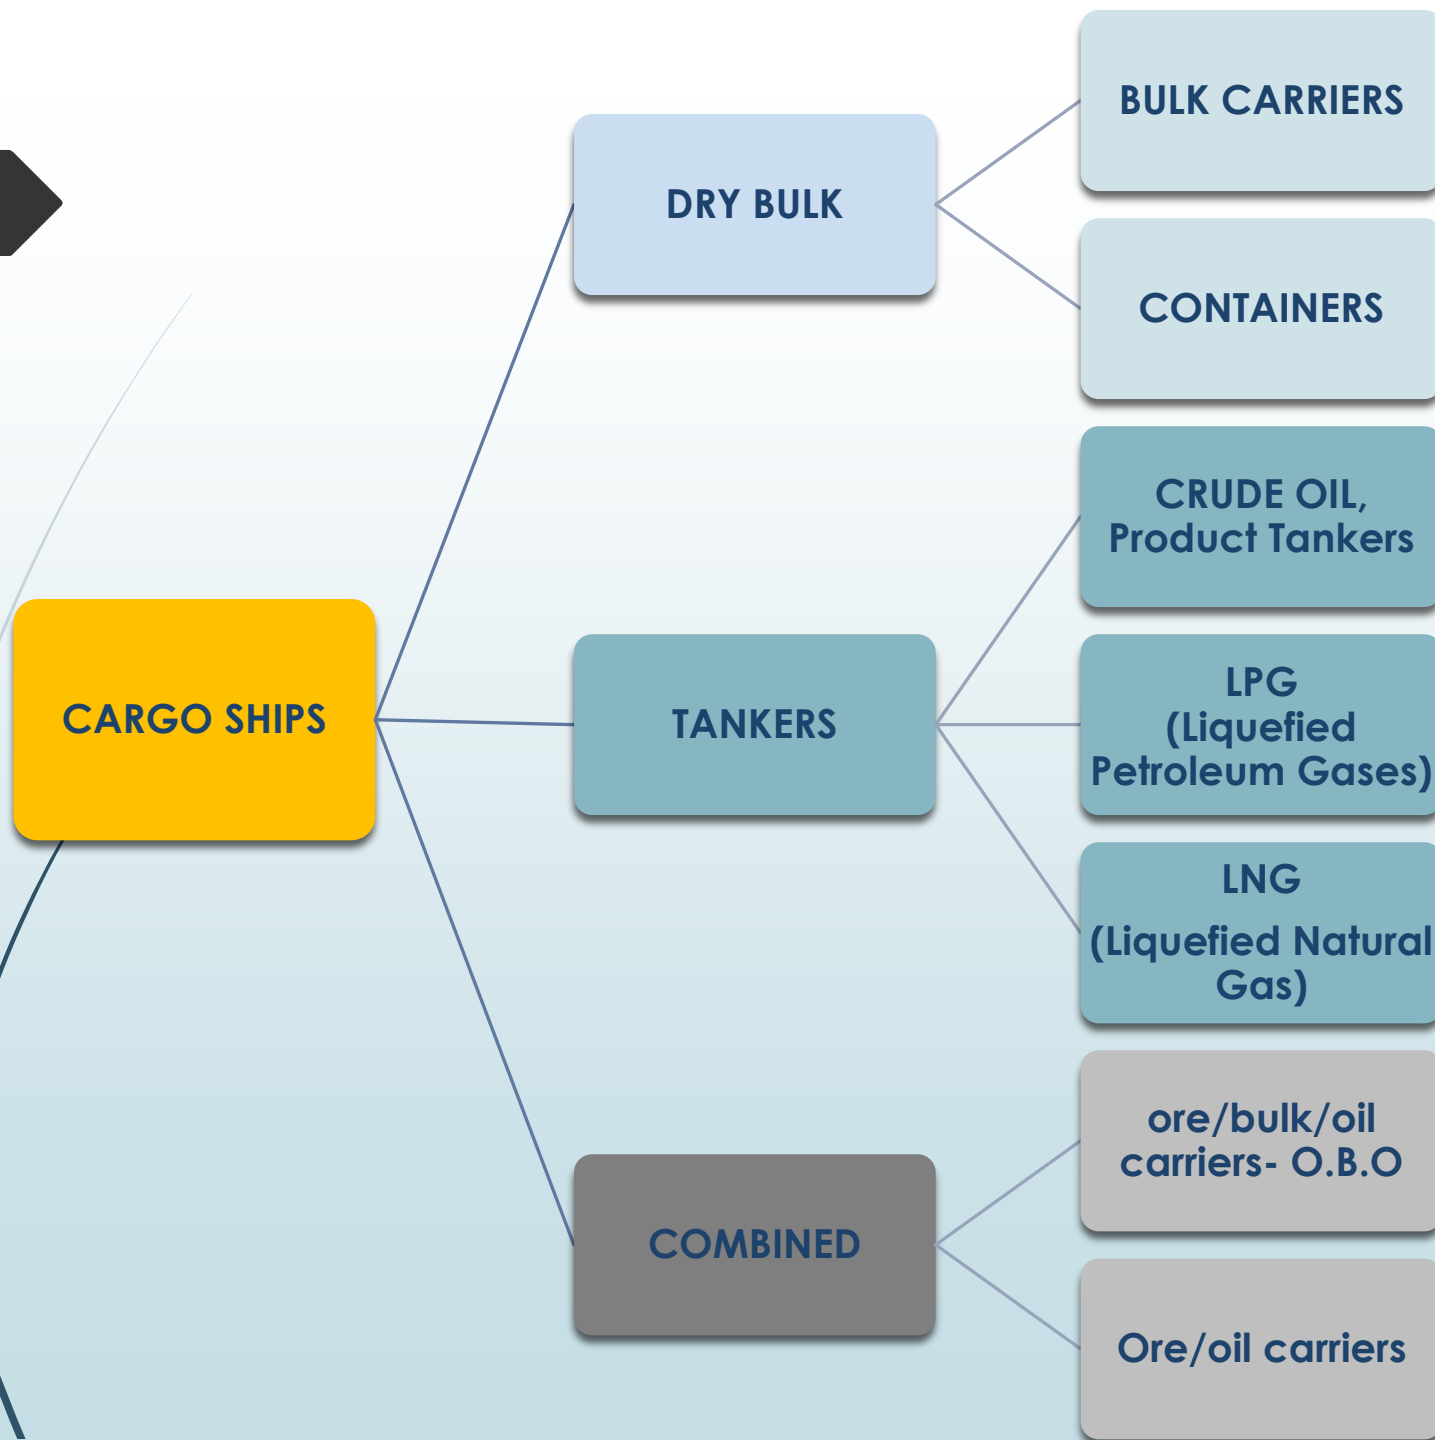 CARGO SHIPS
DRY BULK
BULK CARRIERS
CONTAINERS
TANKERS
CRUDE OIL,
Product Tankers
LPG
(Liquefied
Petroleum Gases)
LNG
(Liquefied Natural
Gas)
COMBINED
ore/bulk/oil
carriers- O.B.O
Ore/oil carriers